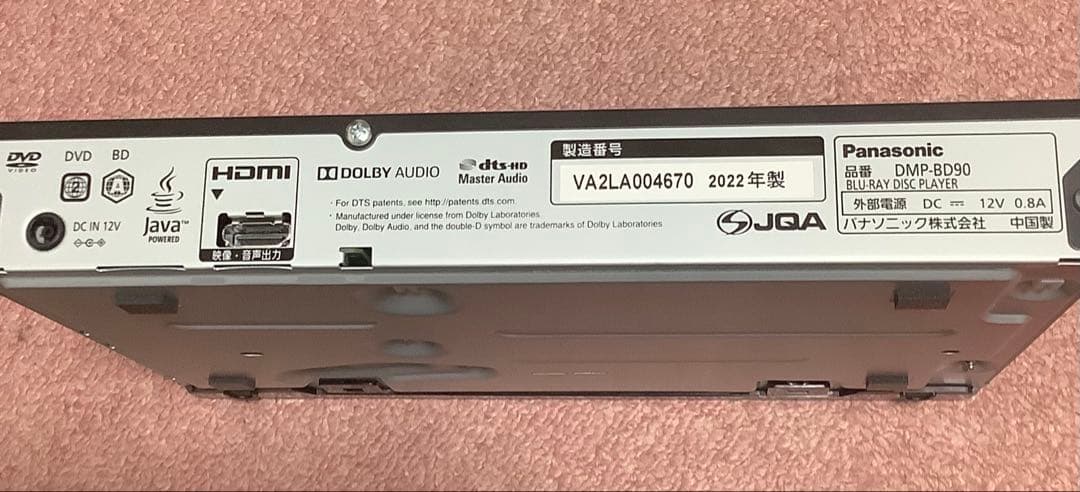 DVD
VIDEO
DVD
BD
2
A
DC IN 12V
Java™
POWERED
HDMI
映像・音声出力
DOLBY AUDIO
dts-HD
Master Audio
・For DTS patents, see http://patents.dts.com.
・Manufactured under license from Dolby Laboratories.
Dolby, Dolby Audio, and the double-D symbol are trademarks of Dolby Laboratories
製造番号
VA2LA004670 2022年製
JQA
Panasonic
品番 DMP-BD90
BLU-RAY DISC PLAYER
外部電源 DC 12V 0.8A
パナソニック株式会社 中国製